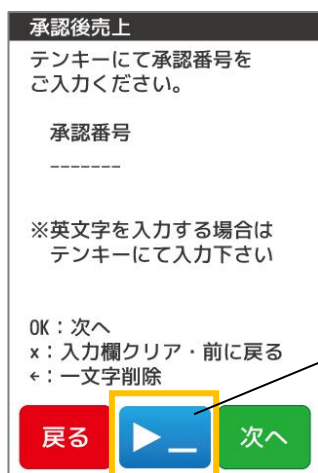 承認後売上
テンキーにて承認番号を
ご入力ください。
承認番号
-------
※英文字を入力する場合は
テンキーにて入力下さい
OK：次へ
×：入力欄クリア・前に戻る
←：一文字削除
戻る
次へ